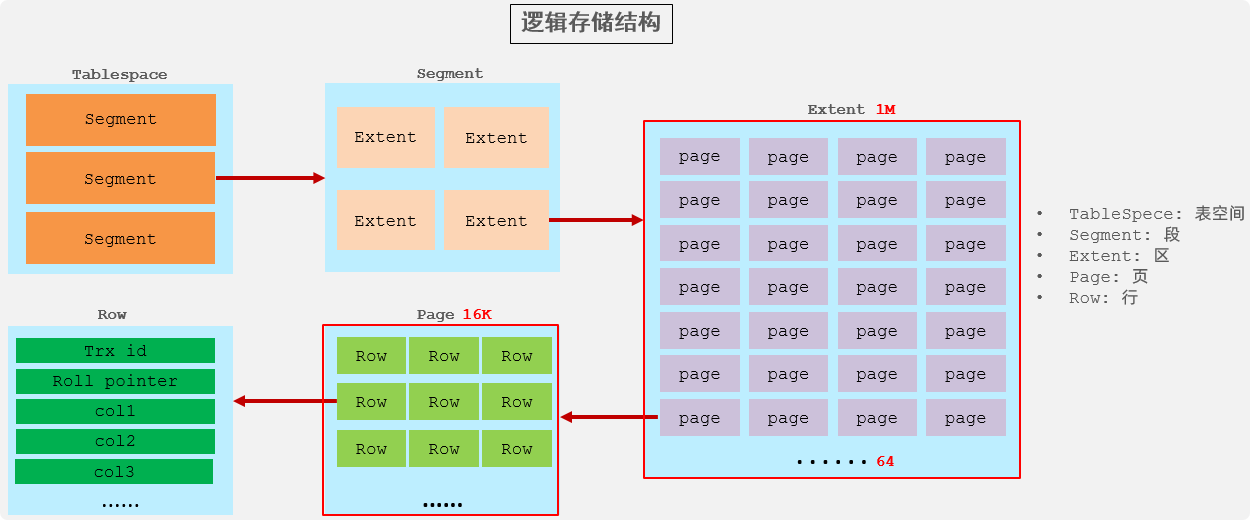 逻辑存储结构
Tablespace
Segment
Segment
Segment
Segment
Extent Extent
Extent Extent
Extent 1M
page page page page
page page page page
page page page page
page page page page
page page page page
page page page page
page page page page
······ 64
• TableSpece: 表空间
• Segment: 段
• Extent: 区
• Page: 页
• Row: 行
Row
Trx id
Roll pointer
col1
col2
col3
······
Page 16K
Row Row Row
Row Row Row
Row Row Row
······